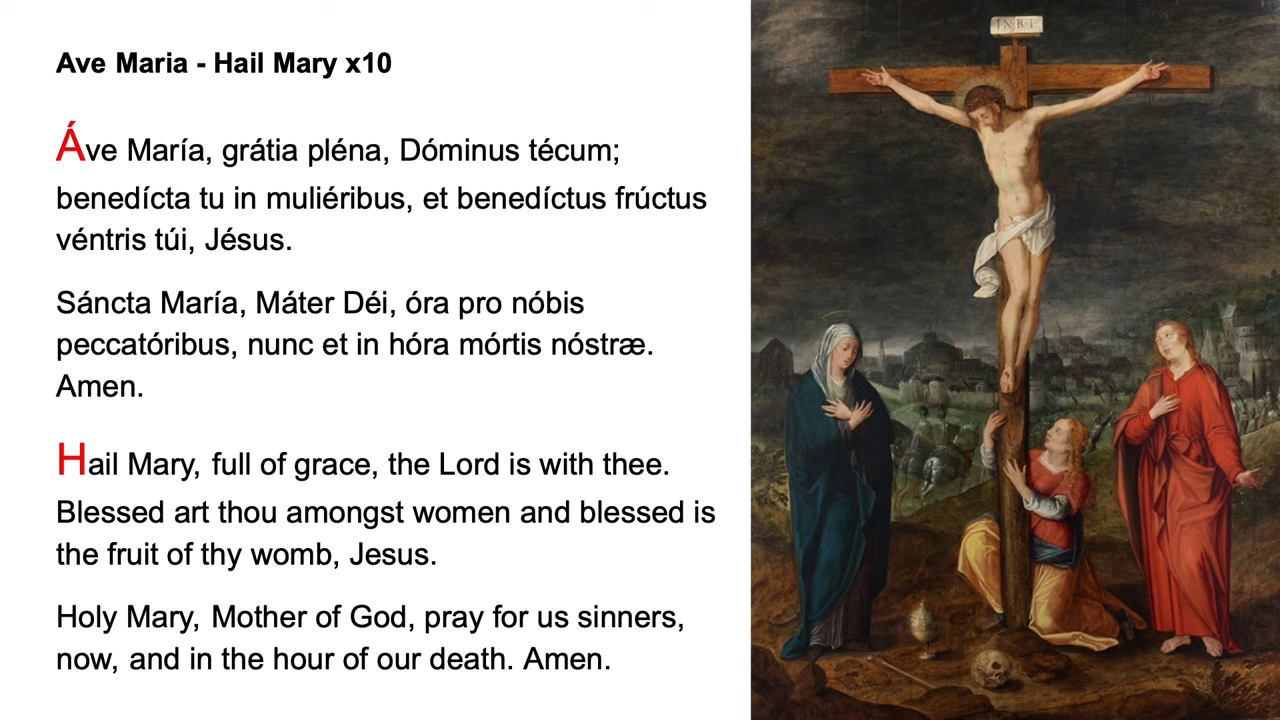 Ave Maria - Hail Mary x10
Áve María, grátia pléna, Dóminus técum;
benedícta tu in muliéribus, et benedíctus frúctus
véntris túi, Jésus.
Sáncta María, Máter Déi, óra pro nóbis
peccatóribus, nunc et in hóra mórtis nóstræ.
Amen.
Hail Mary, full of grace, the Lord is with thee.
Blessed art thou amongst women and blessed is
the fruit of thy womb, Jesus.
Holy Mary, Mother of God, pray for us sinners,
now, and in the hour of our death. Amen.
INRI